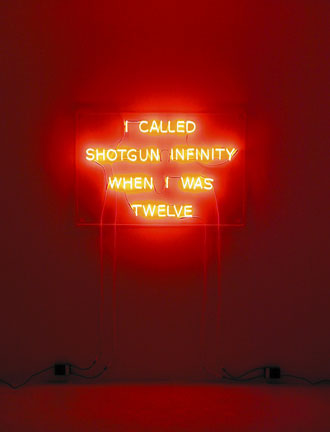 I CALLED
SHOTGUN INFINITY
WHEN I WAS
TWELVE